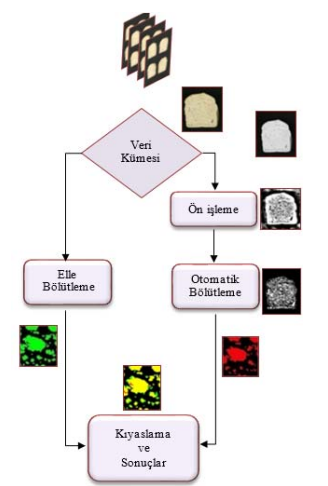 Veri
Kümesi
Ön işleme
Elle
Bölütleme
Otomatik
Bölütleme
Kıyaslama
ve
Sonuçlar